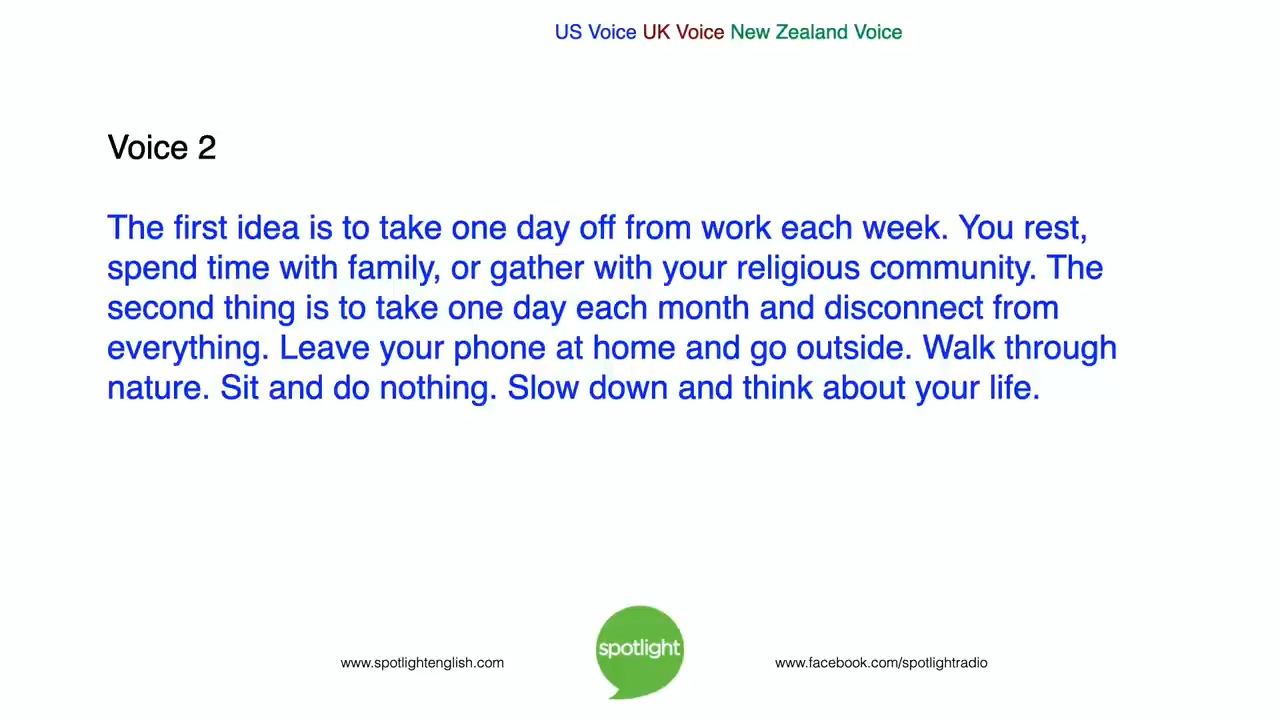 US Voice UK Voice New Zealand Voice
Voice 2
The first idea is to take one day off from work each week. You rest,
spend time with family, or gather with your religious community. The
second thing is to take one day each month and disconnect from
everything. Leave your phone at home and go outside. Walk through
nature. Sit and do nothing. Slow down and think about your life.
spotlight
www.spotlightenglish.com
www.facebook.com/spotlightradio